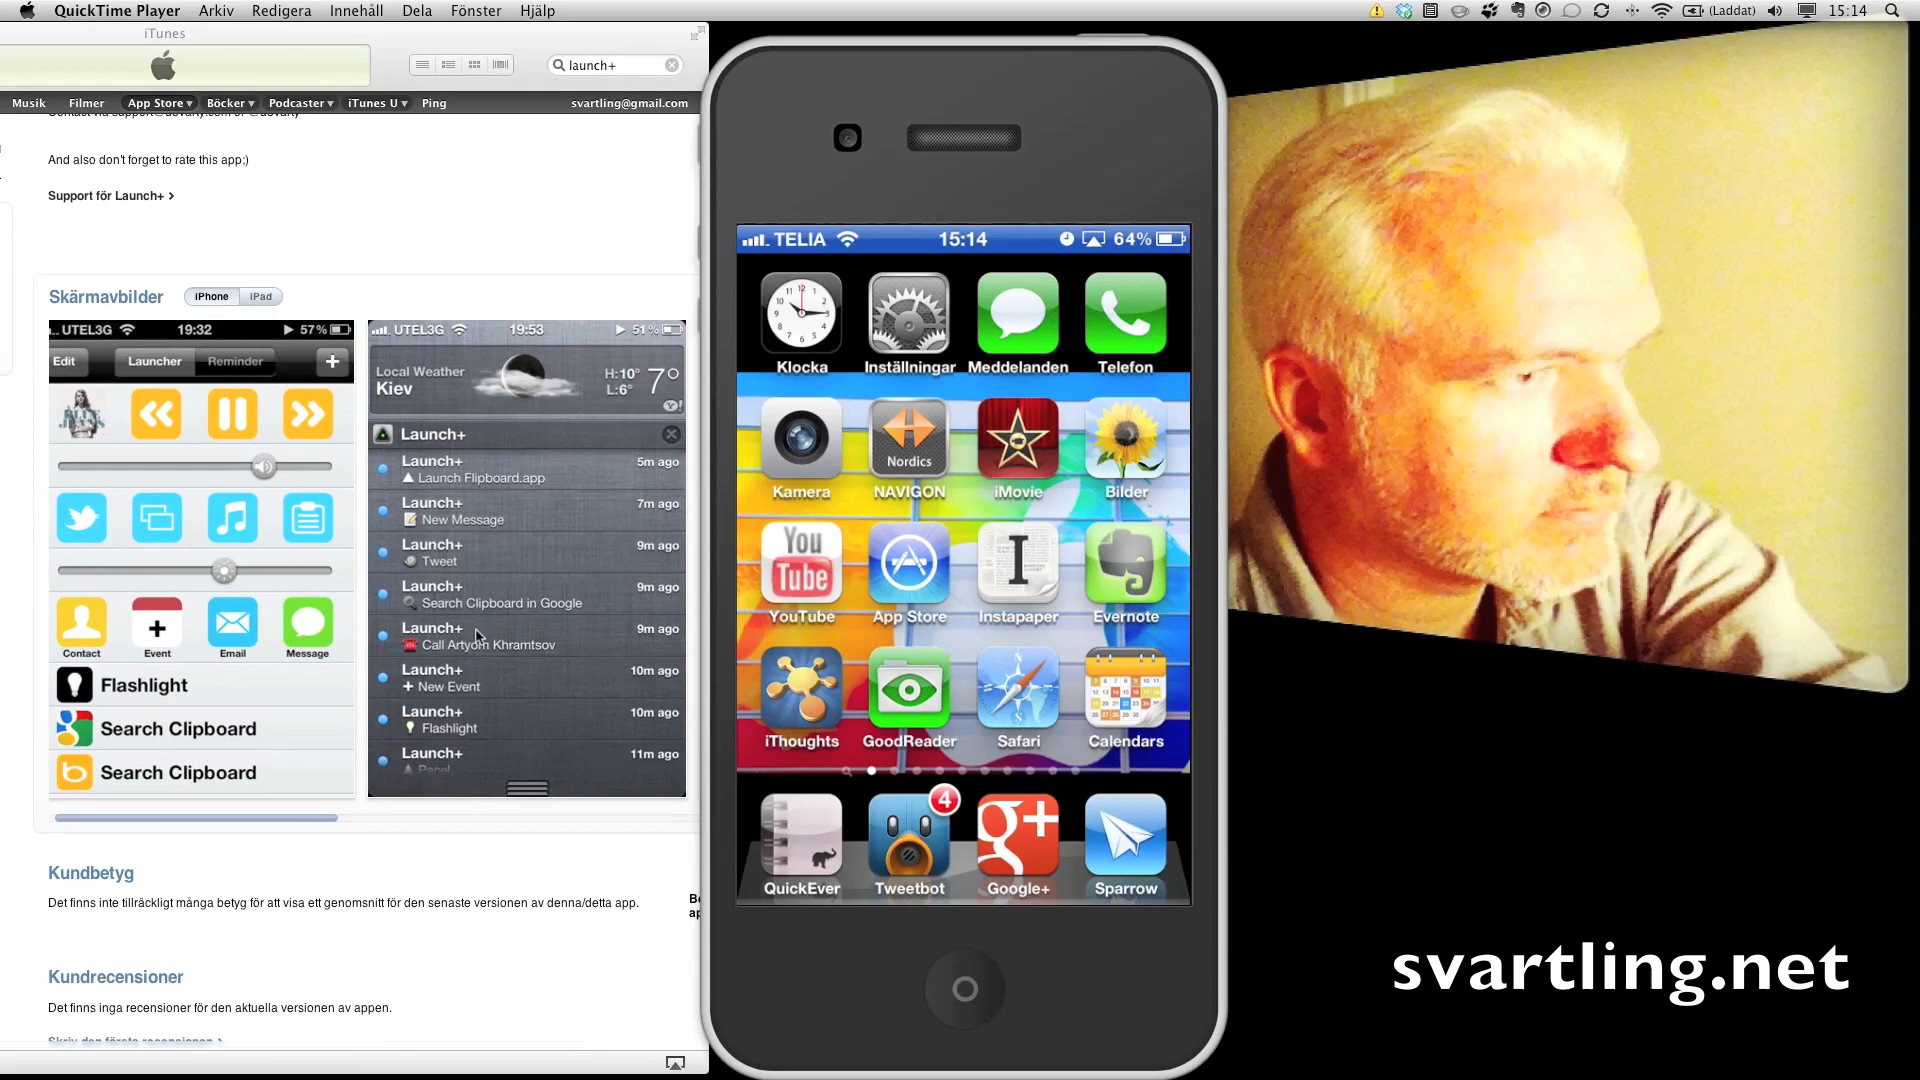 QuickTime Player Arkiv Redigera Innehåll Dela Fönster Hjälp
(Laddat) 15:14
iTunes
launch+
Musik Filmer App Store Böcker Podcaster iTunes U Ping svartling@gmail.com
And also don't forget to rate this app;)
Support för Launch+ >
Skärmavbilder iPhone iPad
UTEL3G 19:32 57%
Edit Launcher Reminder +
Contact Event Email Message
Flashlight
Search Clipboard
Search Clipboard
UTEL3G 19:53 51%
Local Weather
Kiev
H:10° L:6° 7°
Y!
Launch+
Launch+ 5m ago
Launch Flipboard.app
Launch+ 7m ago
New Message
Launch+ 9m ago
Tweet
Launch+ 9m ago
Search Clipboard in Google
Launch+ 9m ago
Call Artyom Khramtsov
Launch+ 10m ago
+ New Event
Launch+ 10m ago
Flashlight
Launch+ 11m ago
Panel
Kundbetyg
Det finns inte tillräckligt många betyg för att visa ett genomsnitt för den senaste versionen av denna/detta app.
Kundrecensioner
Det finns inga recensioner för den aktuella versionen av appen.
Skriv den första recensionen >
TELIA 15:14 64%
Klocka Inställningar Meddelanden Telefon
Nordics
Kamera NAVIGON iMovie Bilder
You Tube
I
YouTube App Store Instapaper Evernote
iThoughts GoodReader Safari Calendars
4
g+
QuickEver Tweetbot Google+ Sparrow
svartling.net